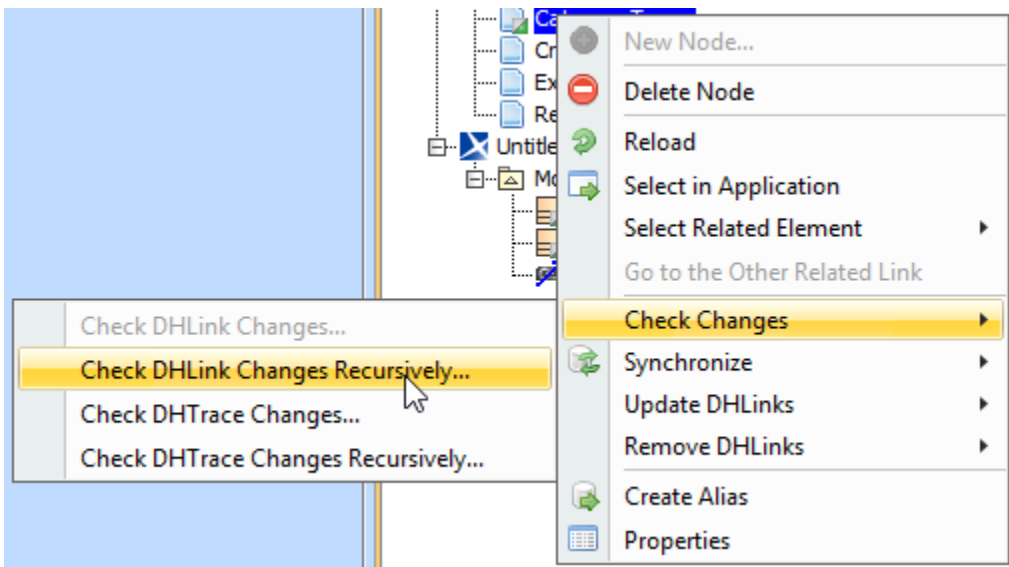 New Node...
Delete Node
Reload
Select in Application
Select Related Element
Go to the Other Related Link
Check Changes
Synchronize
Update DHLinks
Remove DHLinks
Create Alias
Properties
Check DHLink Changes...
Check DHLink Changes Recursively...
Check DHTrace Changes...
Check DHTrace Changes Recursively...